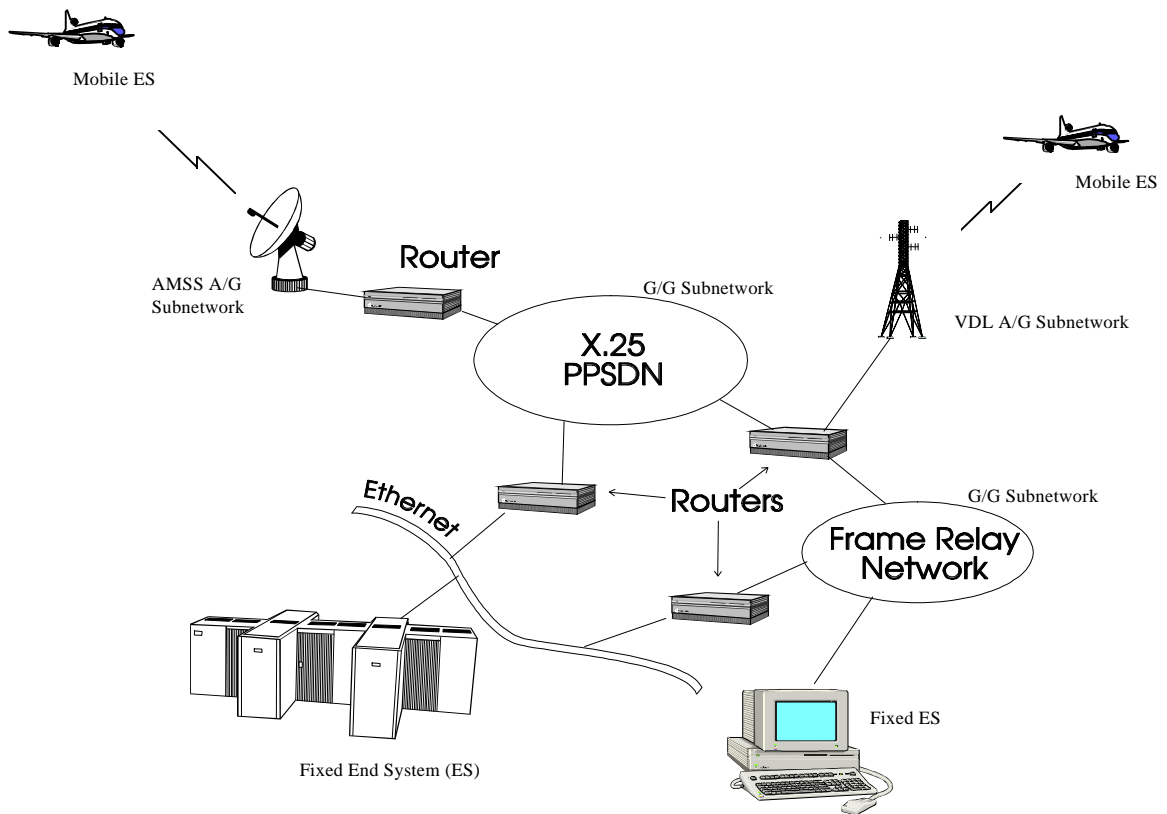 Mobile ES
Mobile ES
Router
AMSS A/G
Subnetwork
G/G Subnetwork
VDL A/G Subnetwork
X.25
PPSDN
Ethernet
Routers
G/G Subnetwork
Frame Relay
Network
Fixed ES
Fixed End System (ES)